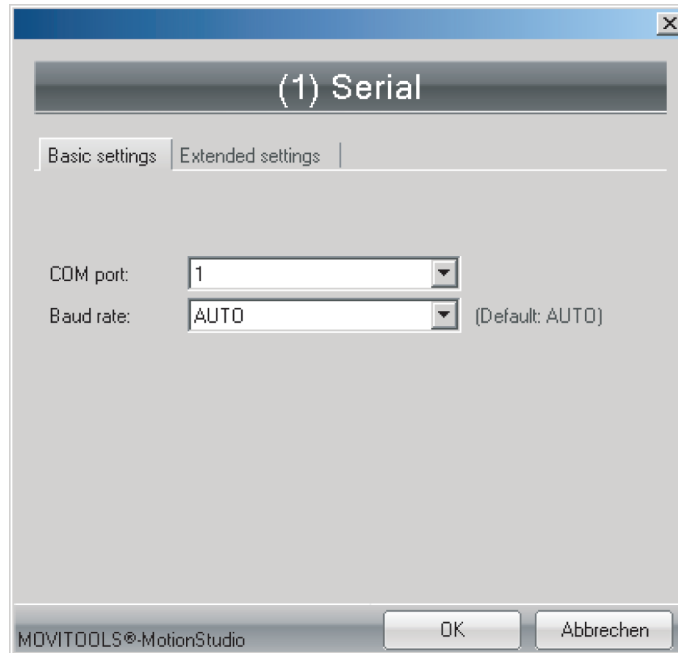 (1) Serial
Basic settings
Extended settings
COM port:
1
Baud rate:
AUTO
(Default: AUTO)
MOVITOOLS®-MotionStudio
OK
Abbrechen